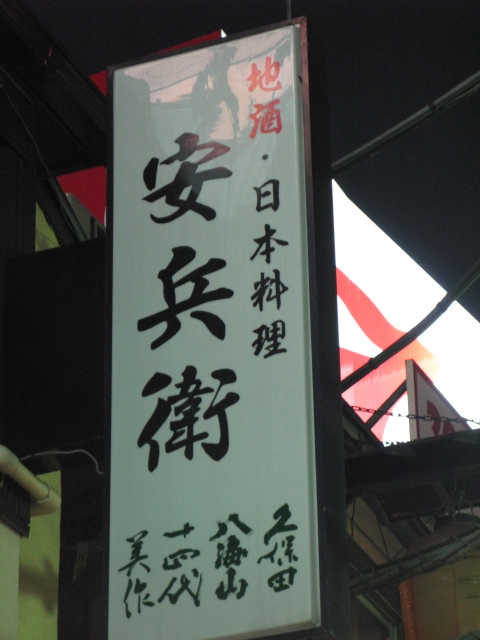 地酒・日本料理
安兵衛
久保田
八海山
十四代
美作